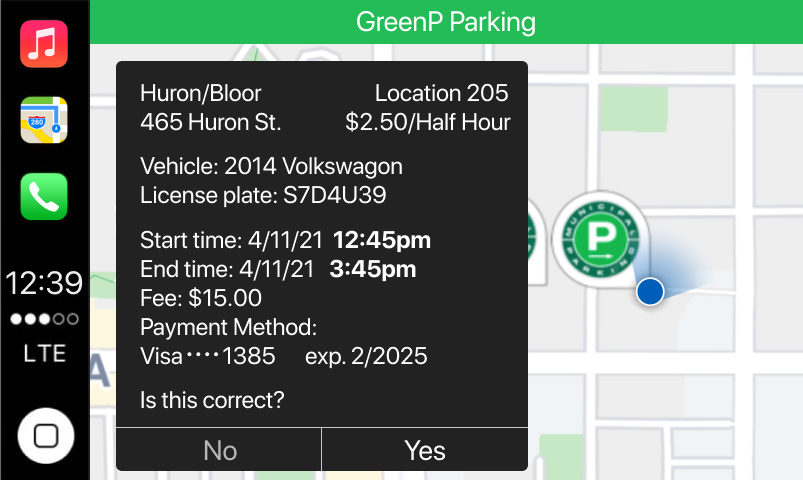 GreenP Parking
Huron/Bloor Location 205
465 Huron St. $2.50/Half Hour
Vehicle: 2014 Volkswagon
License plate: S7D4U39
Start time: 4/11/21 12:45pm
End time: 4/11/21 3:45pm
Fee: $15.00
Payment Method:
Visa····1385 exp. 2/2025
Is this correct?
No Yes
280
12:39
LTE
MUNICIPAL
P
PARKING
A